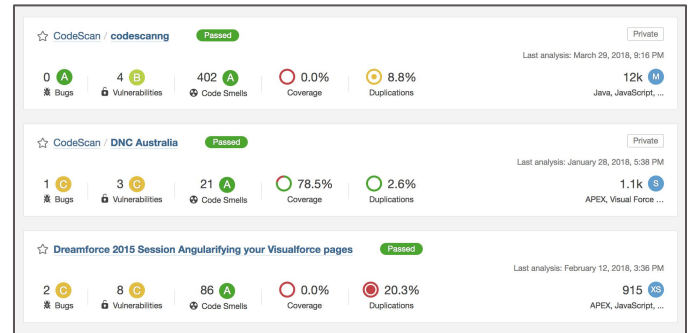 CodeScan / codescanng Passed Private
Last analysis: March 29, 2018, 9:16 PM
0 A 4 B 402 A 0.0% 8.8% 12k M
Bugs Vulnerabilities Code Smells Coverage Duplications Java, JavaScript, ...
CodeScan / DNC Australia Passed Private
Last analysis: January 28, 2018, 5:38 PM
1 C 3 C 21 A 78.5% 2.6% 1.1k S
Bugs Vulnerabilities Code Smells Coverage Duplications APEX, Visual Force ...
Dreamforce 2015 Session Angularifying your Visualforce pages Passed
Last analysis: February 12, 2018, 3:36 PM
2 C 8 C 86 A 0.0% 20.3% 915 XS
Bugs Vulnerabilities Code Smells Coverage Duplications APEX, JavaScript, ...